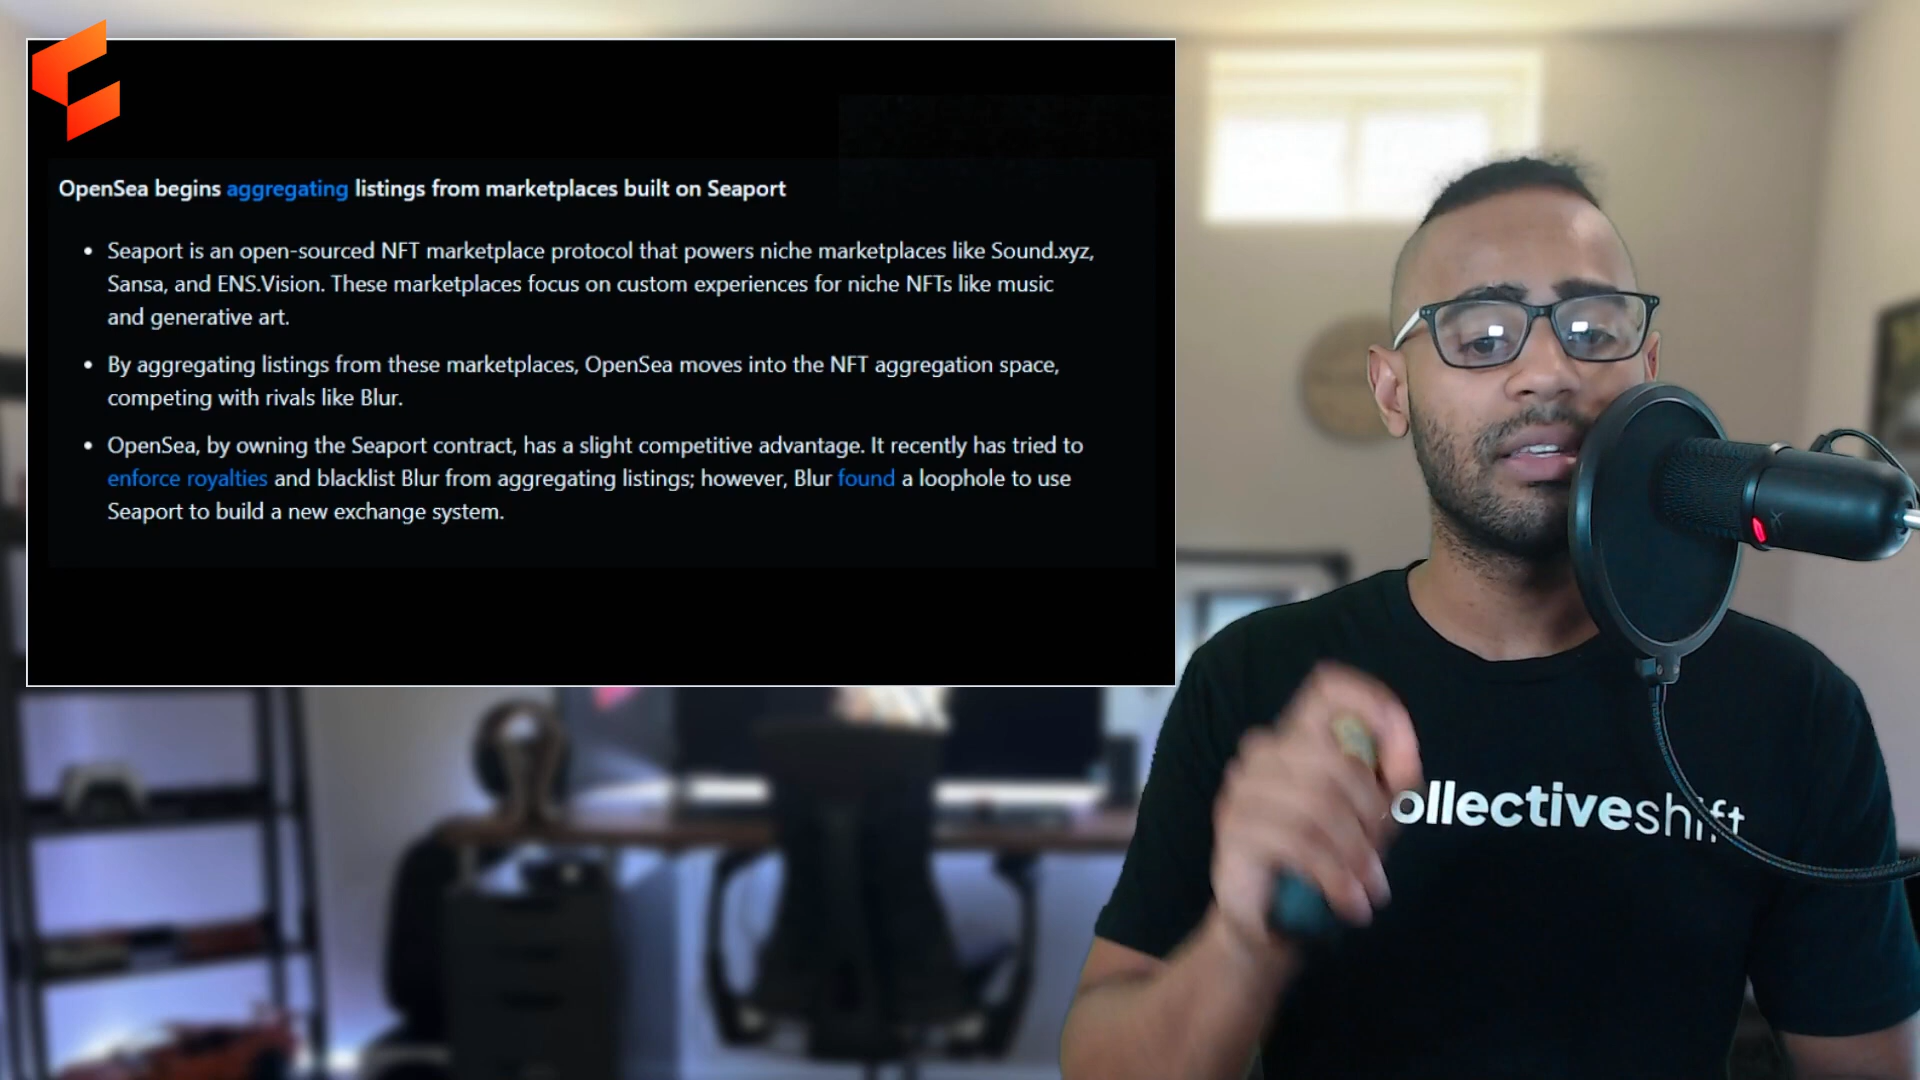 OpenSea begins aggregating listings from marketplaces built on Seaport
• Seaport is an open-sourced NFT marketplace protocol that powers niche marketplaces like Sound.xyz,
Sansa, and ENS.Vision. These marketplaces focus on custom experiences for niche NFTs like music
and generative art.
• By aggregating listings from these marketplaces, OpenSea moves into the NFT aggregation space,
competing with rivals like Blur.
• OpenSea, by owning the Seaport contract, has a slight competitive advantage. It recently has tried to
enforce royalties and blacklist Blur from aggregating listings; however, Blur found a loophole to use
Seaport to build a new exchange system.
ollectiveshift